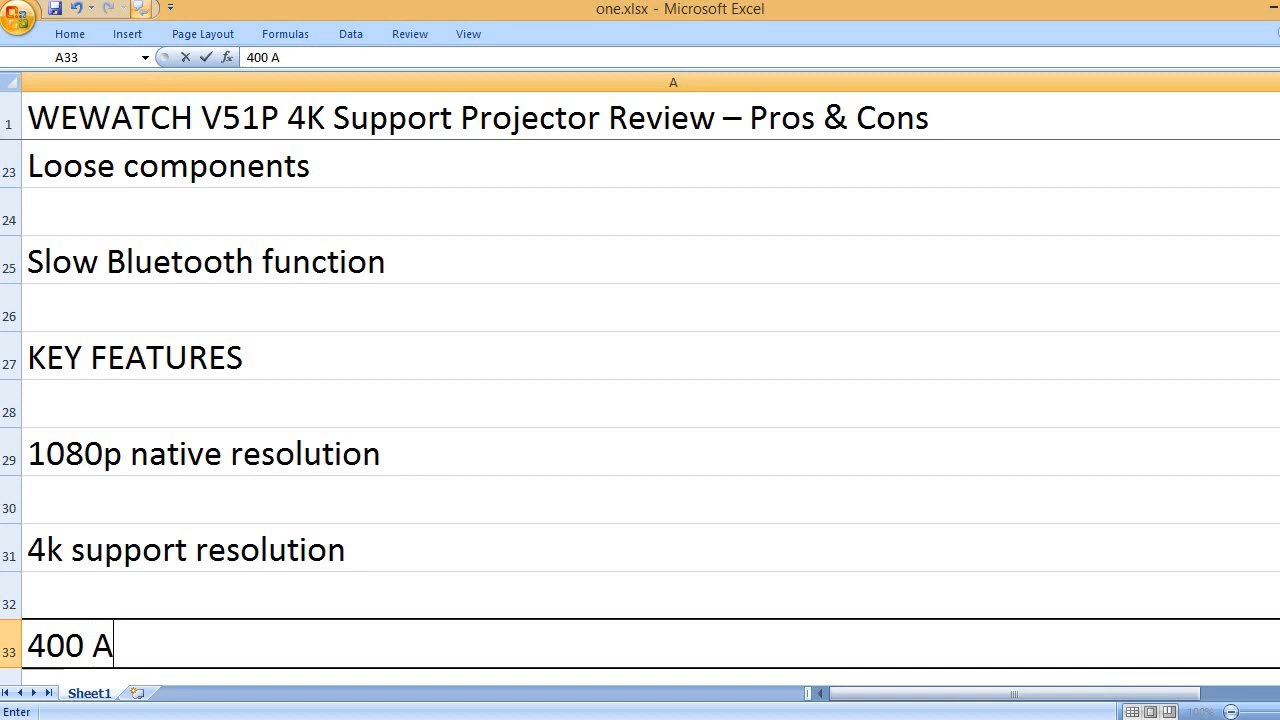 one.xlsx - Microsoft Excel
Home Insert Page Layout Formulas Data Review View
A33 fx 400 A
A
1 WEWATCH V51P 4K Support Projector Review – Pros & Cons
23 Loose components
24
25 Slow Bluetooth function
26
27 KEY FEATURES
28
29 1080p native resolution
30
31 4k support resolution
32
33 400 A
Sheet1
Enter 100%